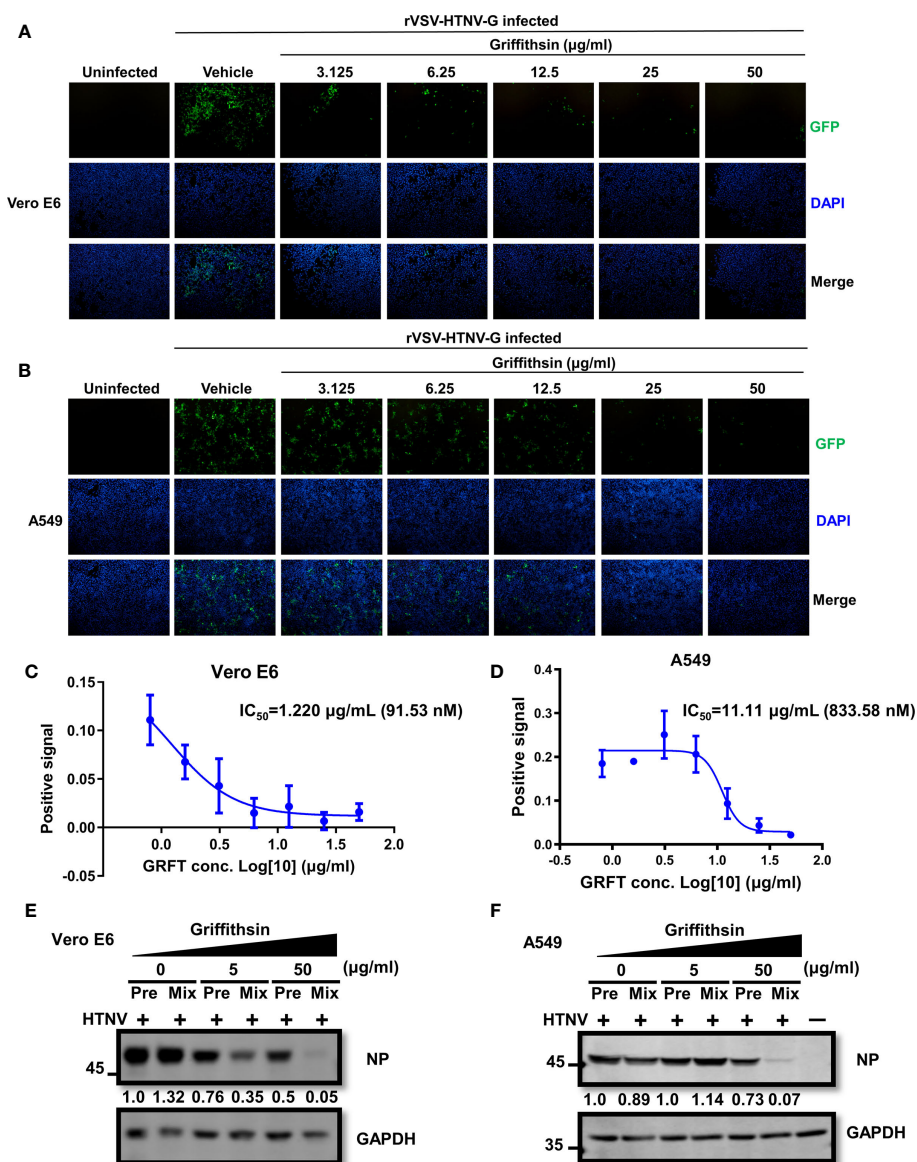 A
rVSV-HTNV-G infected
Griffithsin (µg/ml)
Uninfected Vehicle 3.125 6.25 12.5 25 50
GFP
Vero E6
DAPI
Merge
rVSV-HTNV-G infected
B
Griffithsin (µg/ml)
Uninfected Vehicle 3.125 6.25 12.5 25 50
GFP
A549
DAPI
Merge
C
Vero E6
IC50=1.220 µg/mL (91.53 nM)
Positive signal
0.15
0.10
0.05
0.00
-0.05
0.0 0.5 1.0 1.5 2.0
GRFT conc. Log[10] (µg/ml)
D
A549
IC50=11.11 µg/mL (833.58 nM)
Positive signal
0.4
0.3
0.2
0.1
0.0
-0.5 0.0 0.5 1.0 1.5 2.0
GRFT conc. Log[10] (µg/ml)
E
Vero E6
Griffithsin
0 5 50 (µg/ml)
Pre Mix Pre Mix Pre Mix
HTNV + + + + + +
NP
45
1.0 1.32 0.76 0.35 0.5 0.05
GAPDH
F
A549
Griffithsin
0 5 50 (µg/ml)
Pre Mix Pre Mix Pre Mix
HTNV + + + + + + —
45
NP
1.0 0.89 1.0 1.14 0.73 0.07
GAPDH
35